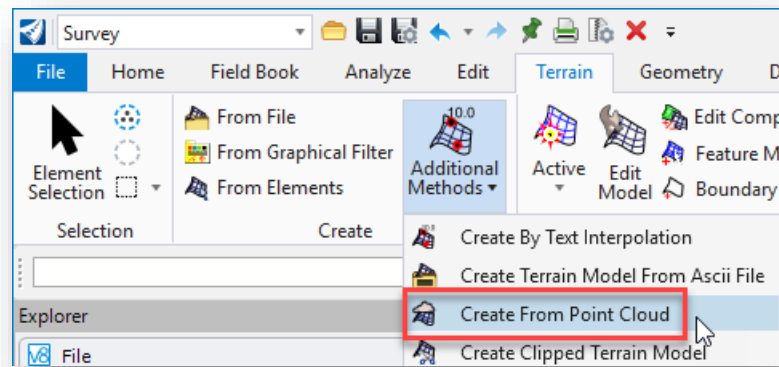 Survey
File Home Field Book Analyze Edit Terrain Geometry D
From File
From Graphical Filter
From Elements
Element
Selection
10.0
Additional
Methods
Active
Edit
Model
Edit Comp
Feature M
Boundary
Selection
Create
Create By Text Interpolation
Create Terrain Model From Ascii File
Create From Point Cloud
Create Clipped Terrain Model
Explorer
V8 File